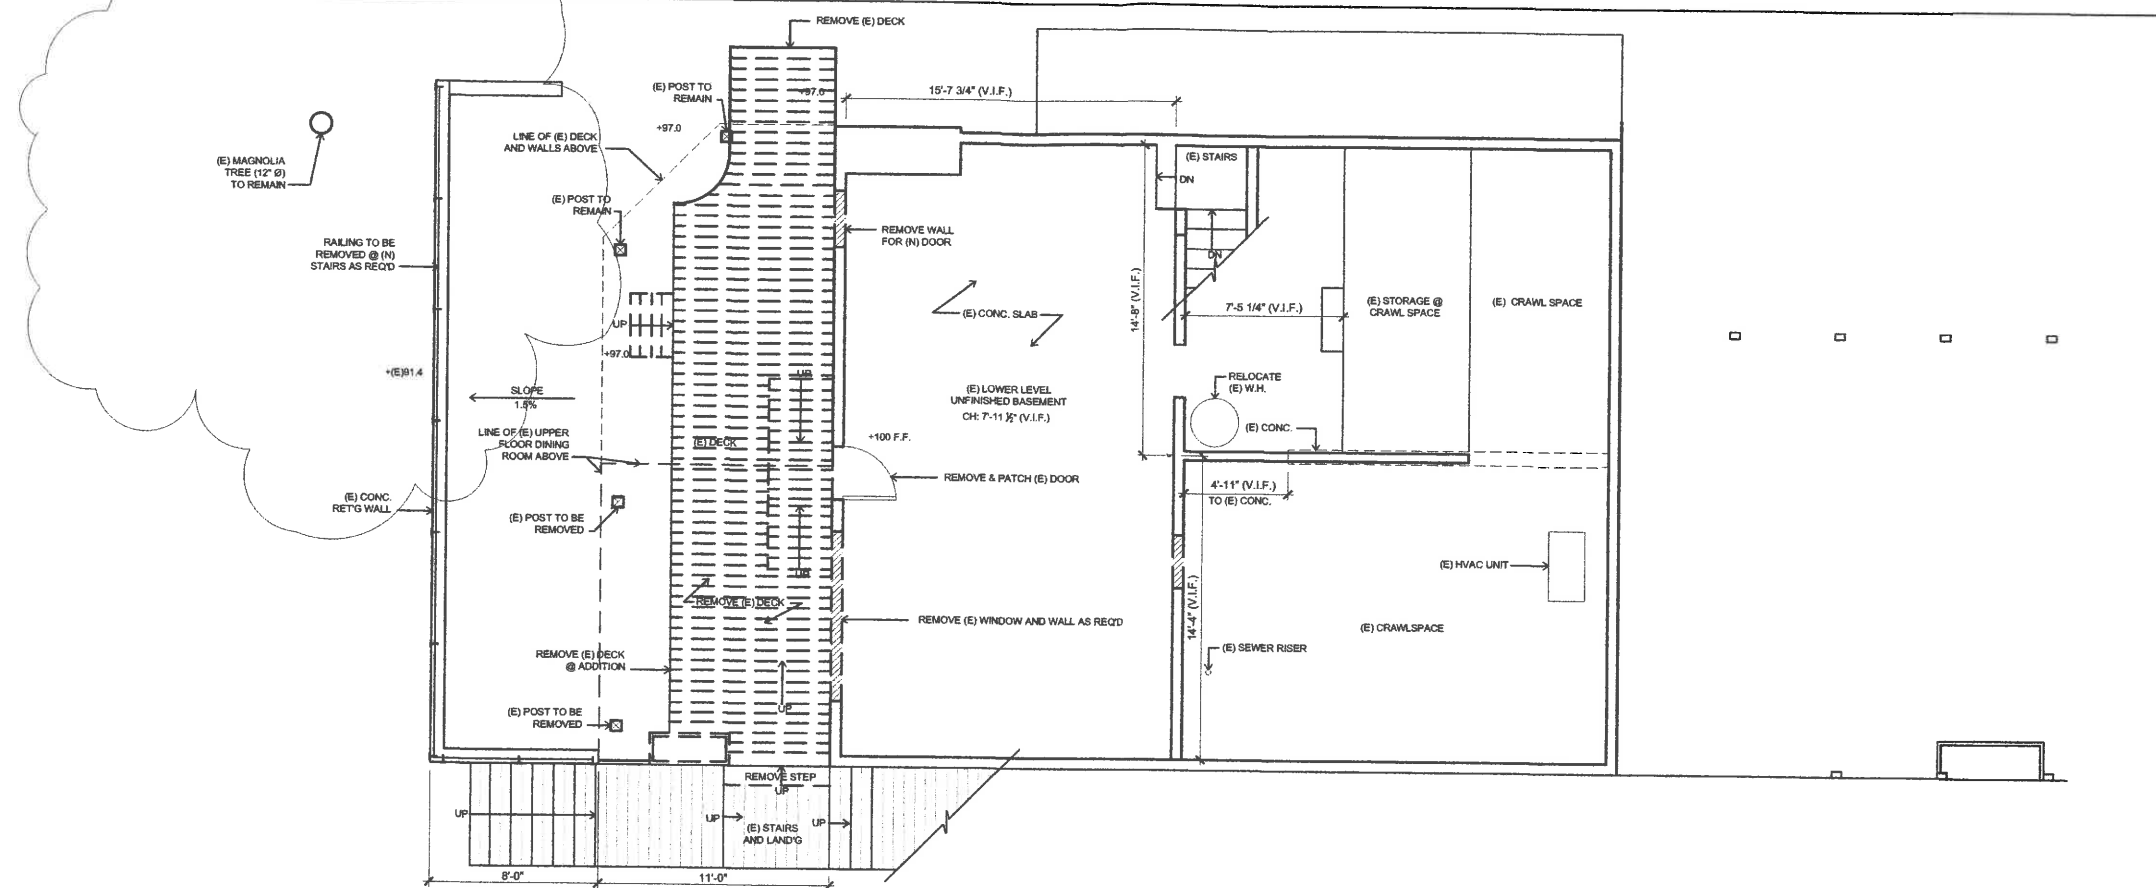 REMOVE (E) DECK
(E) POST TO
REMAIN
+97.0
15'-7 3/4" (V.I.F.)
+97.0
LINE OF (E) DECK
AND WALLS ABOVE
(E) MAGNOLIA
TREE (12" Ø)
TO REMAIN
(E) STAIRS
DN
(E) POST TO
REMAIN
REMOVE WALL
FOR (N) DOOR
RAILING TO BE
REMOVED @ (N)
STAIRS AS REQ'D
DN
14'-8" (V.I.F.)
(E) CONC. SLAB
7'-5 1/4" (V.I.F.)
(E) STORAGE @
CRAWL SPACE
(E) CRAWL SPACE
UP
+97.0
+(E)91.4
UP
SLOPE
1.5%
(E) LOWER LEVEL
UNFINISHED BASEMENT
CH: 7'-11 ½" (V.I.F.)
RELOCATE
(E) W.H.
(E) CONC.
LINE OF (E) UPPER
FLOOR DINING
ROOM ABOVE
(E) DECK
+100 F.F.
REMOVE & PATCH (E) DOOR
4'-11" (V.I.F.)
TO (E) CONC.
(E) CONC.
RET'G WALL
(E) POST TO BE
REMOVED
UP
(E) HVAC UNIT
REMOVE (E) DECK
REMOVE (E) WINDOW AND WALL AS REQ'D
14'-4" (V.I.F.)
(E) CRAWLSPACE
(E) SEWER RISER
REMOVE (E) DECK
@ ADDITION
UP
(E) POST TO BE
REMOVED
REMOVE STEP
UP
UP
UP
(E) STAIRS
AND LAND'G
UP
8'-0"
11'-0"